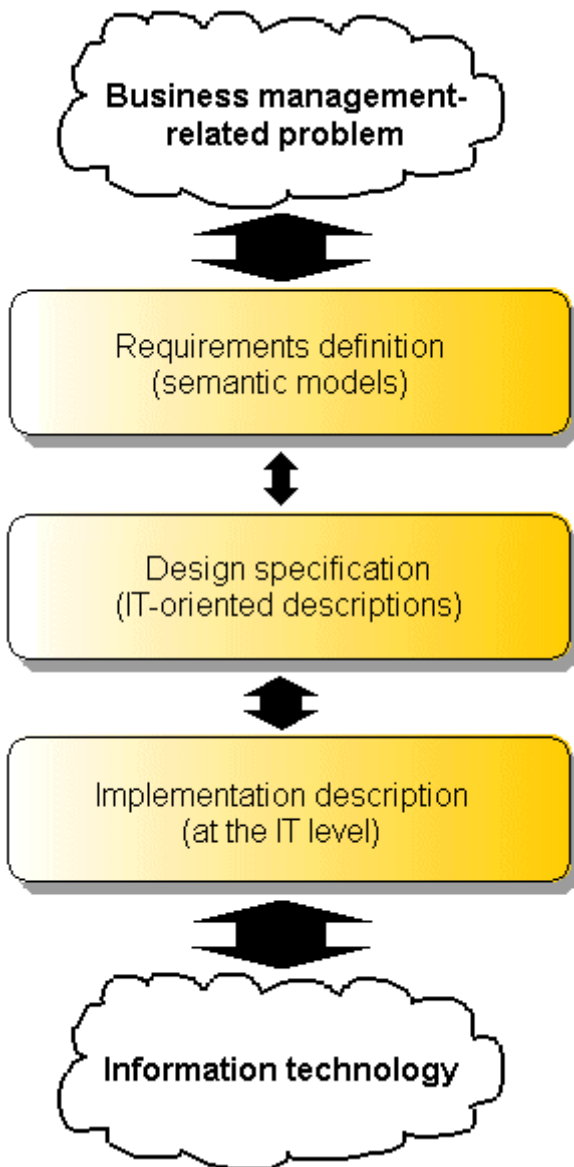 Business management-
related problem
Requirements definition
(semantic models)
Design specification
(IT-oriented descriptions)
Implementation description
(at the IT level)
Information technology